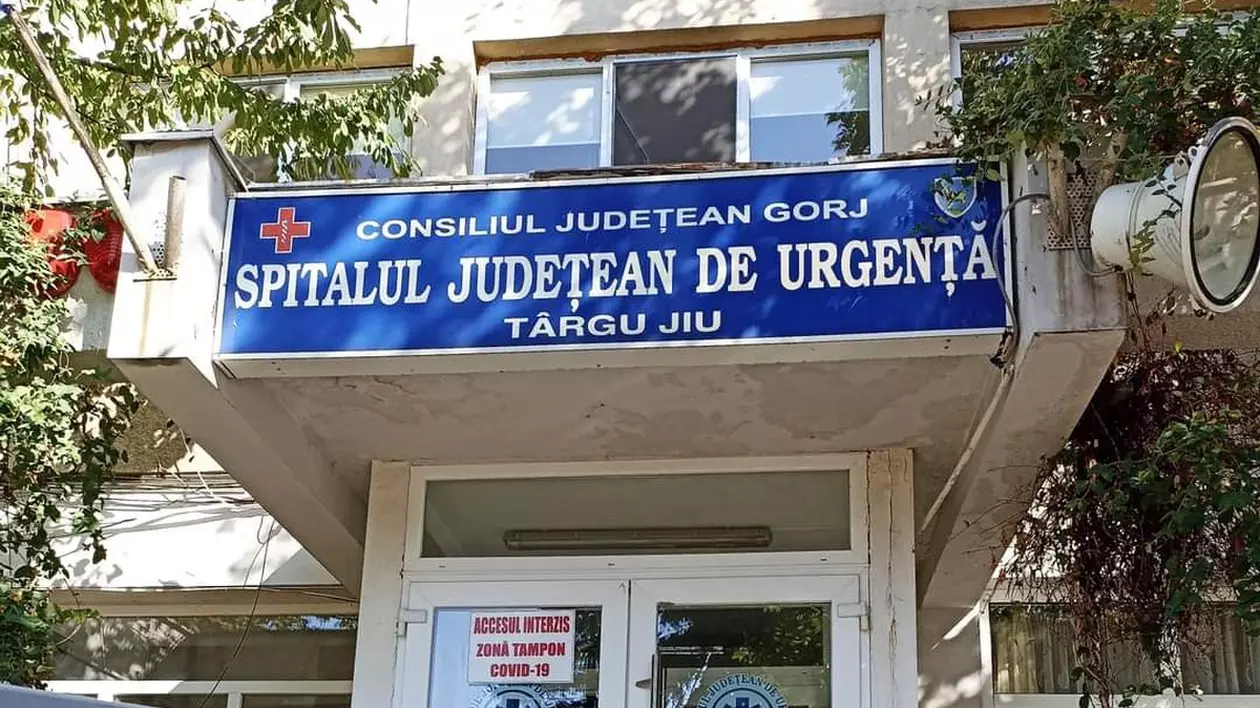 CONSILIUL JUDEȚEAN GORJ
SPITALUL JUDEȚEAN DE URGENȚĂ
TÂRGU JIU
ACCESUL INTERZIS
ZONĂ TAMPON
COVID-19